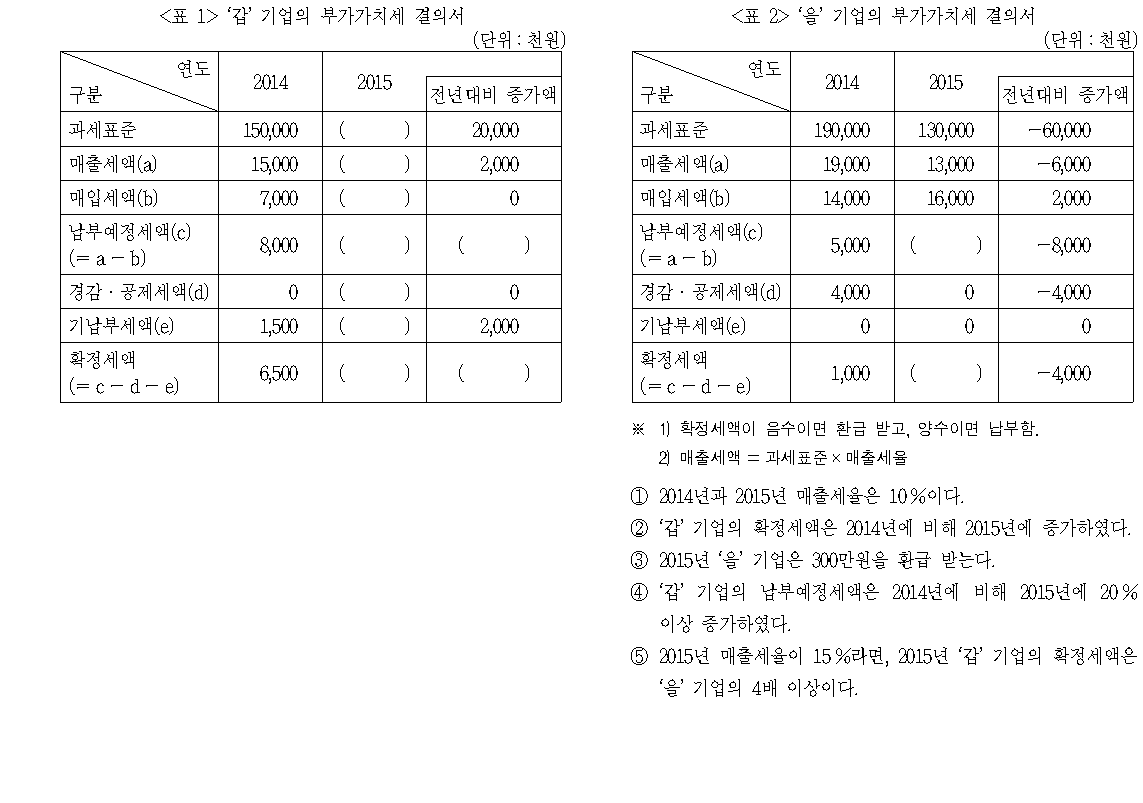 <표 1> ‘갑’ 기업의 부가가치세 결의서
(단위 : 천원)
구분 연도 2014 2015 전년대비 증가액
과세표준 150,000 ( ) 20,000
매출세액(a) 15,000 ( ) 2,000
매입세액(b) 7,000 ( ) 0
납부예정세액(c)
(= a − b) 8,000 ( ) ( )
경감 · 공제세액(d) 0 ( ) 0
기납부세액(e) 1,500 ( ) 2,000
확정세액
(= c − d − e) 6,500 ( ) ( )
<표 2> ‘을’ 기업의 부가가치세 결의서
(단위 : 천원)
구분 연도 2014 2015 전년대비 증가액
과세표준 190,000 130,000 −60,000
매출세액(a) 19,000 13,000 −6,000
매입세액(b) 14,000 16,000 2,000
납부예정세액(c)
(= a − b) 5,000 ( ) −8,000
경감 · 공제세액(d) 4,000 0 −4,000
기납부세액(e) 0 0 0
확정세액
(= c − d − e) 1,000 ( ) −4,000
※ 1) 확정세액이 음수이면 환급 받고, 양수이면 납부함.
2) 매출세액 = 과세표준 × 매출세율
① 2014년과 2015년 매출세율은 10 %이다.
② ‘갑’ 기업의 확정세액은 2014년에 비해 2015년에 증가하였다.
③ 2015년 ‘을’ 기업은 300만원을 환급 받는다.
④ ‘갑’ 기업의 납부예정세액은 2014년에 비해 2015년에 20 %
이상 증가하였다.
⑤ 2015년 매출세율이 15 %라면, 2015년 ‘갑’ 기업의 확정세액은
‘을’ 기업의 4배 이상이다.